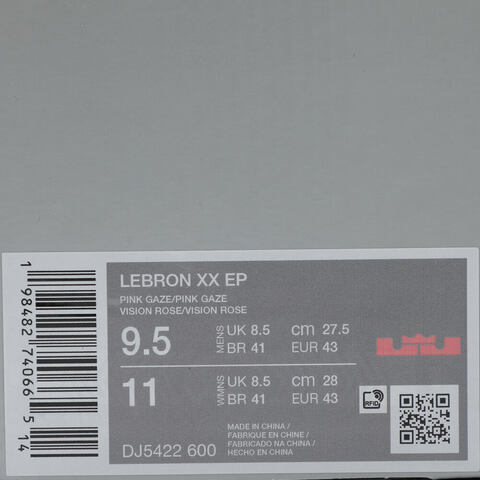 LEBRON XX EP
PINK GAZE/PINK GAZE
VISION ROSE/VISION ROSE
9.5 MENS UK 8.5 cm 27.5
BR 41 EUR 43
11 WMNS UK 8.5 cm 28
BR 41 EUR 43
RFID
DJ5422 600
MADE IN CHINA /
FABRIQUE EN CHINE /
FABRICADO NA CHINA /
HECHO EN CHINA
1 98482 74066 5 14